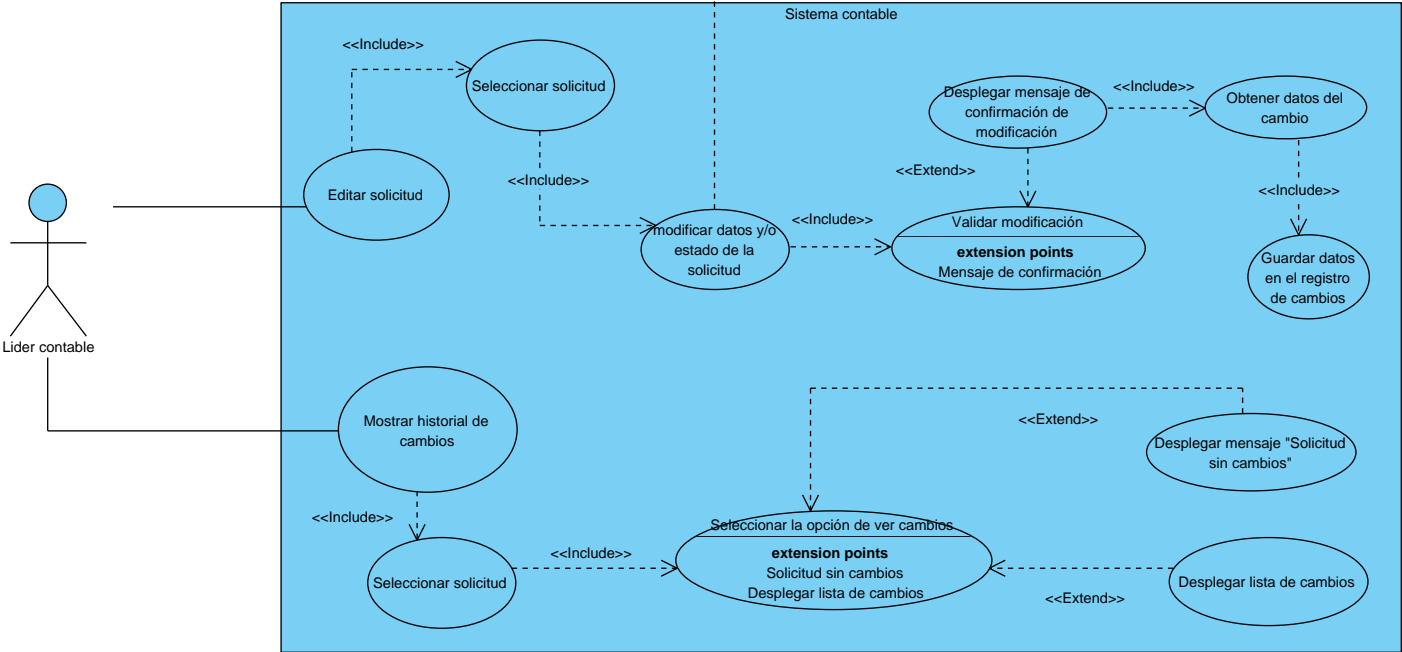 Sistema contable
<<Include>>
Seleccionar solicitud
Desplegar mensaje de
confirmación de
modificación
<<Include>>
Obtener datos del
cambio
Editar solicitud
<<Include>>
<<Extend>>
<<Include>>
modificar datos y/o
estado de la
solicitud
<<Include>>
Validar modificación
extension points
Mensaje de confirmación
Guardar datos
en el registro
de cambios
Lider contable
Mostrar historial de
cambios
<<Extend>>
Desplegar mensaje "Solicitud
sin cambios"
<<Include>>
Seleccionar solicitud
<<Include>>
Seleccionar la opción de ver cambios
extension points
Solicitud sin cambios
Desplegar lista de cambios
<<Extend>>
Desplegar lista de cambios